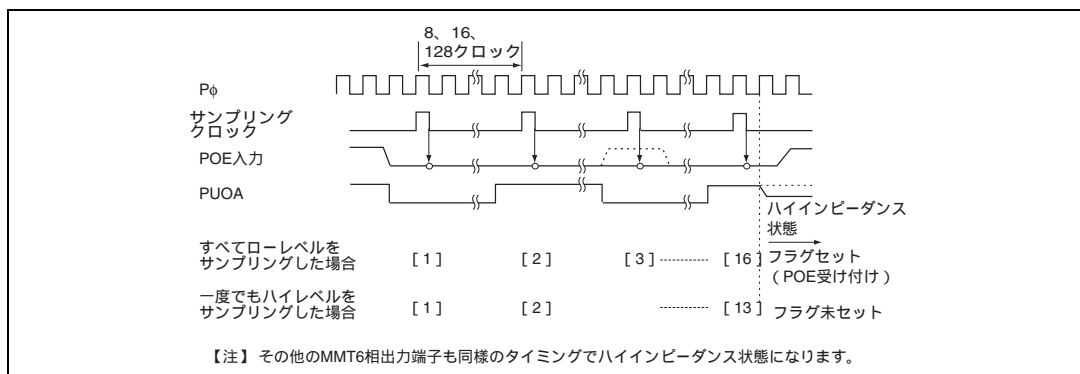 8、16、
128クロック
Pφ
サンプリング
クロック
POE入力
PUOA
ハイインピーダンス
状態
すべてローレベルを
サンプリングした場合
[ 1 ] [ 2 ] [ 3 ] [ 16 ]
フラグセット
( POE受け付け )
一度でもハイレベルを
サンプリングした場合
[ 1 ] [ 2 ] [ 13 ]
フラグ未セット
【注】 その他のMMT6相出力端子も同様のタイミングでハイインピーダンス状態になります。